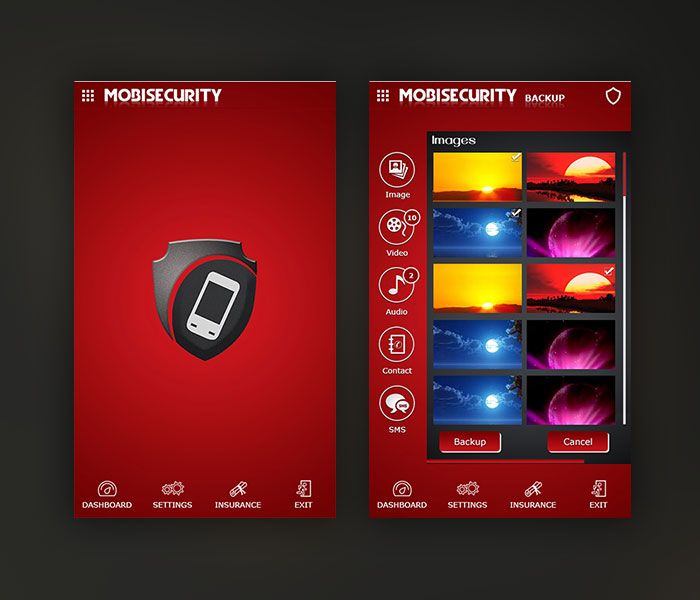 MOBISECURITY
DASHBOARD SETTINGS INSURANCE EXIT
MOBISECURITY BACKUP
Images
Image
10
Video
2
Audio
Contact
SMS
Backup Cancel
DASHBOARD SETTINGS INSURANCE EXIT